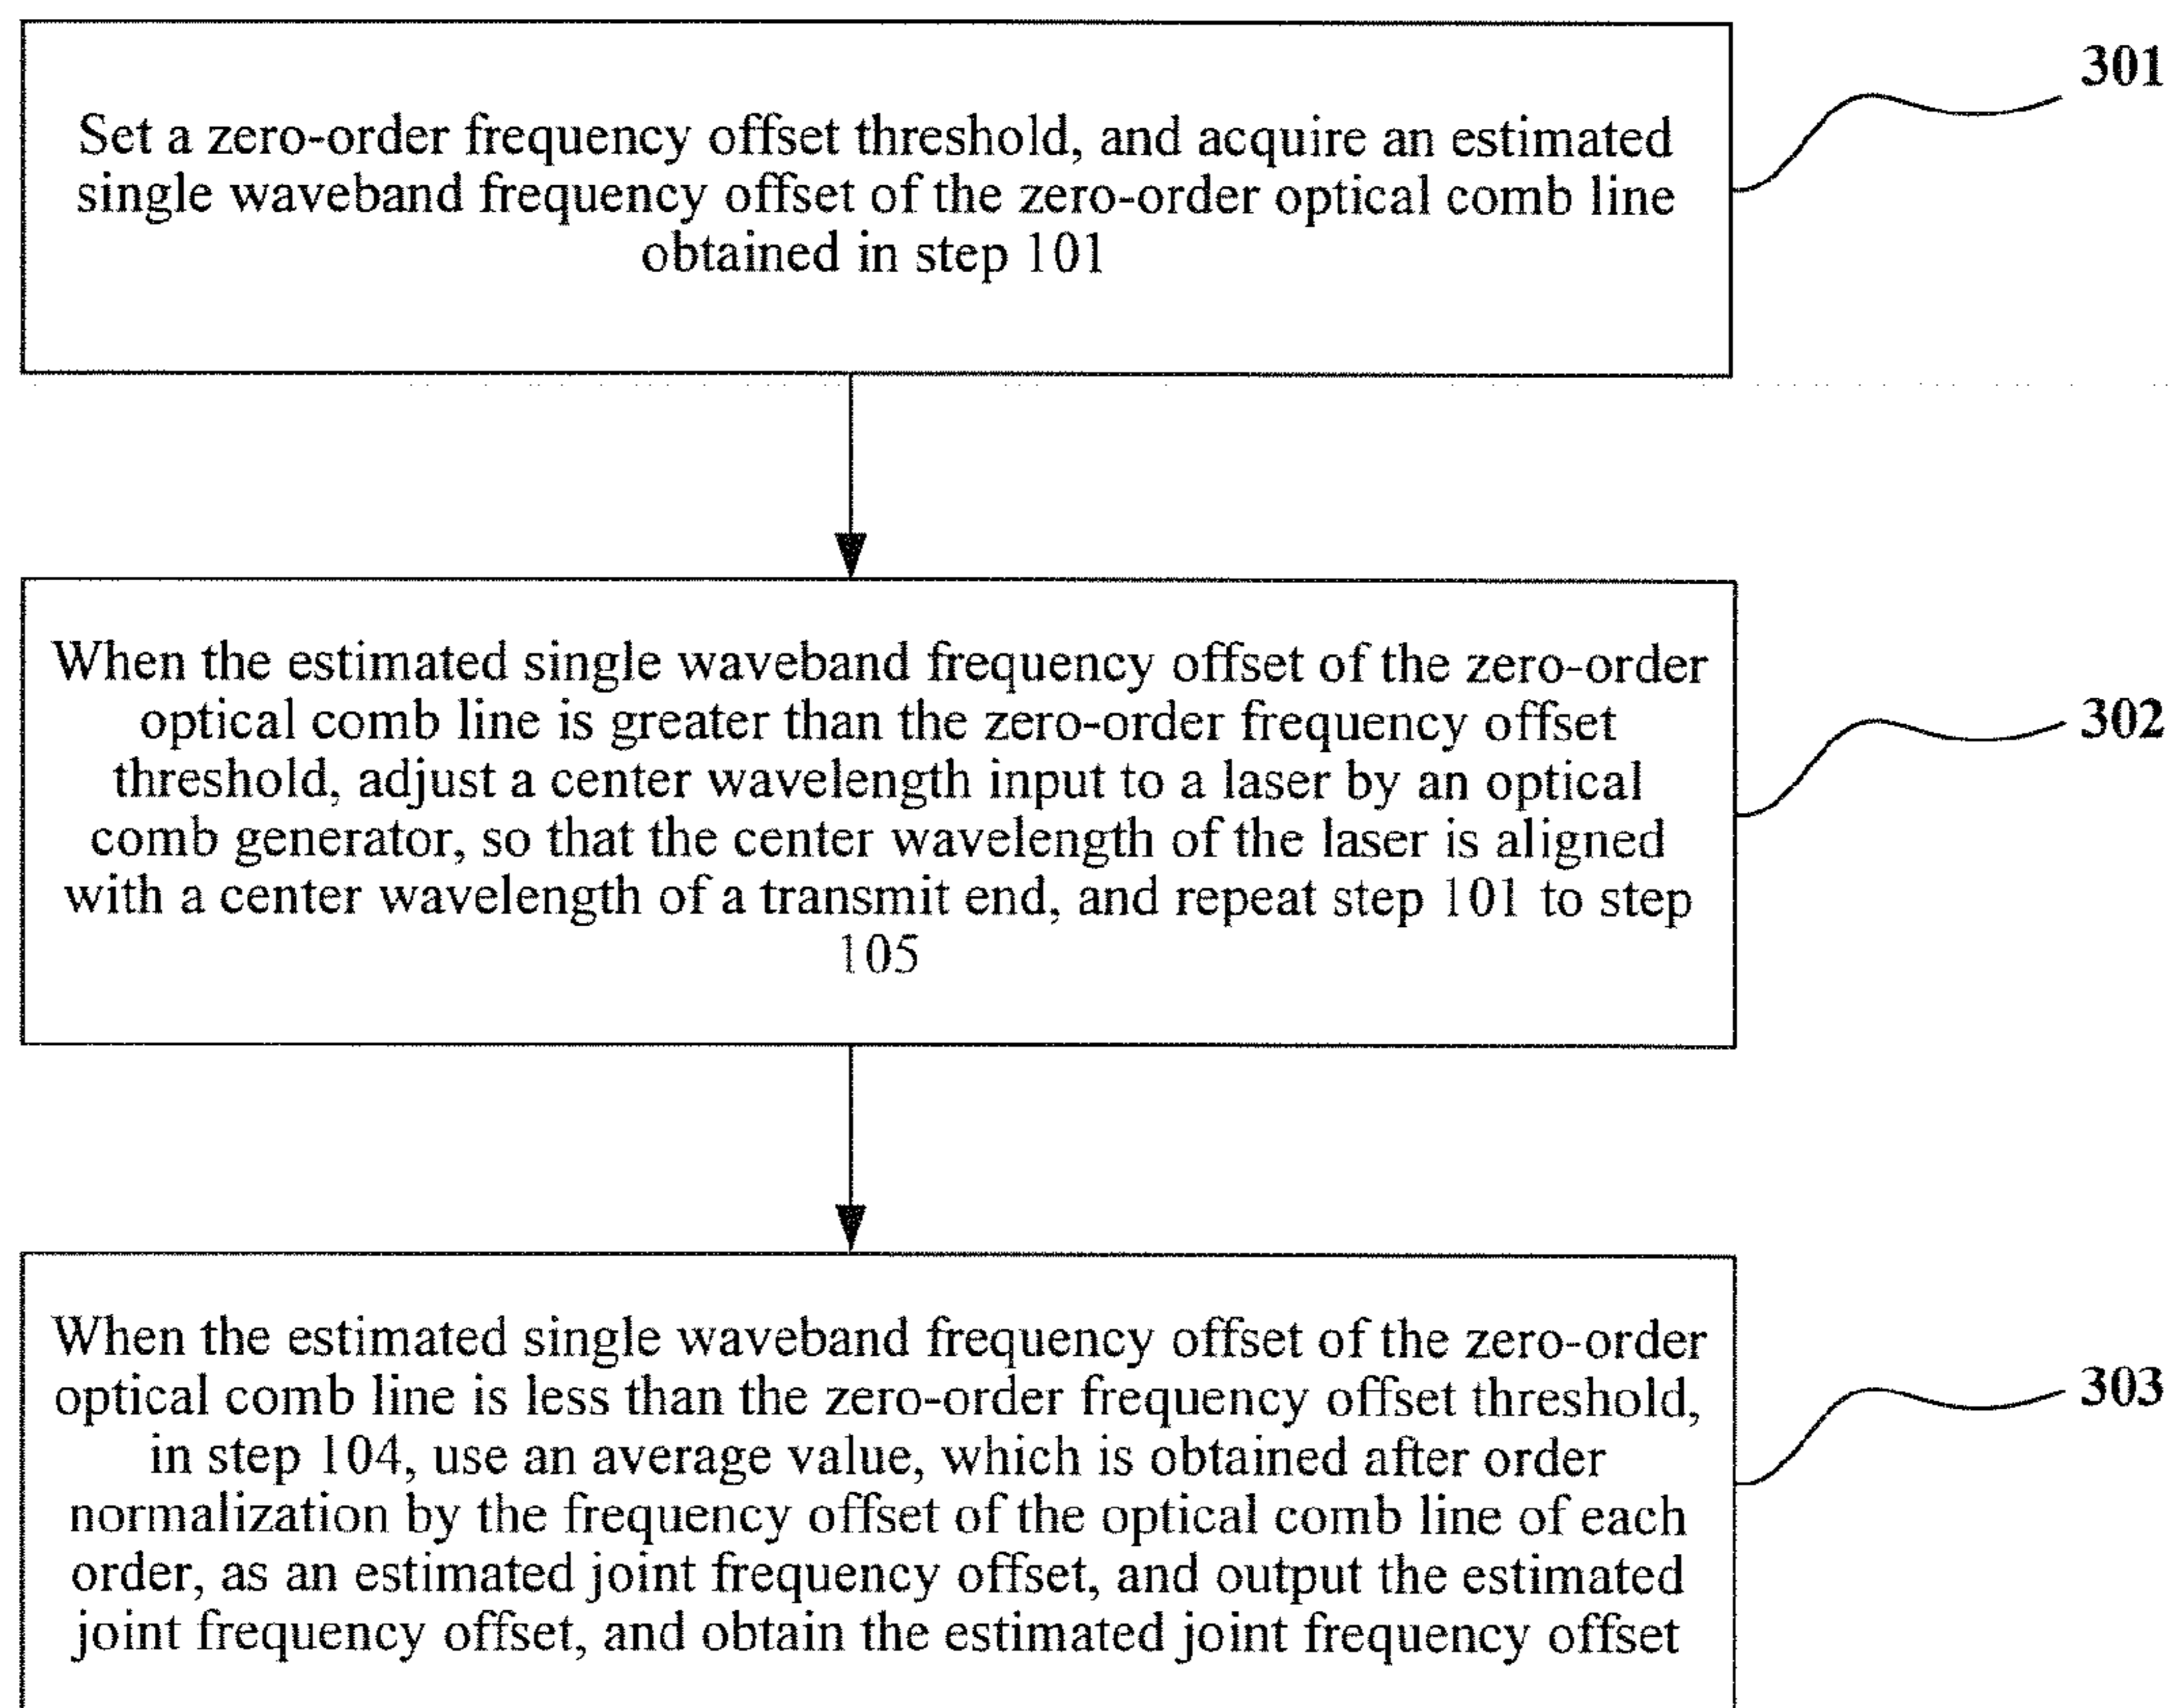 301
Set a zero-order frequency offset threshold, and acquire an estimated
single waveband frequency offset of the zero-order optical comb line
obtained in step 101
When the estimated single waveband frequency offset of the zero-order
optical comb line is greater than the zero-order frequency offset
threshold, adjust a center wavelength input to a laser by an optical
comb generator, so that the center wavelength of the laser is aligned
with a center wavelength of a transmit end, and repeat step 101 to step
105
302
When the estimated single waveband frequency offset of the zero-order
optical comb line is less than the zero-order frequency offset threshold,
in step 104, use an average value, which is obtained after order
normalization by the frequency offset of the optical comb line of each
order, as an estimated joint frequency offset, and output the estimated
joint frequency offset, and obtain the estimated joint frequency offset
303